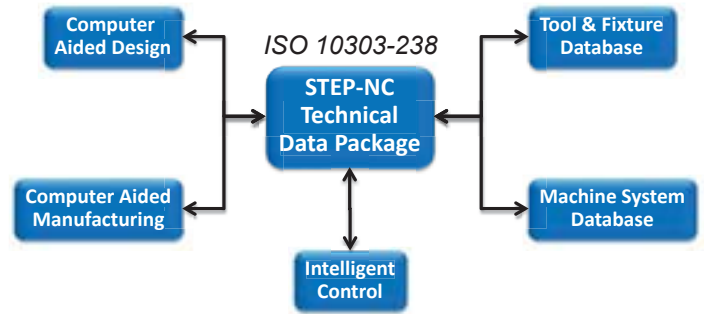 Computer
Aided Design
ISO 10303-238
Tool & Fixture
Database
STEP-NC
Technical
Data Package
Computer Aided
Manufacturing
Machine System
Database
Intelligent
Control